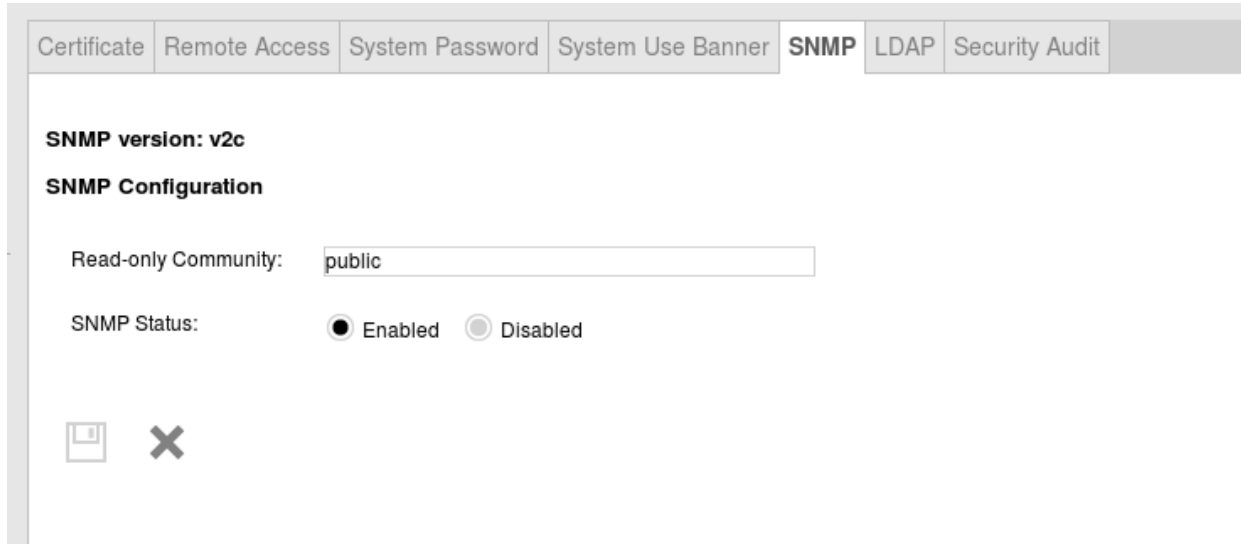 Certificate Remote Access System Password System Use Banner SNMP LDAP Security Audit
SNMP version: v2c
SNMP Configuration
Read-only Community: public
SNMP Status: Enabled Disabled